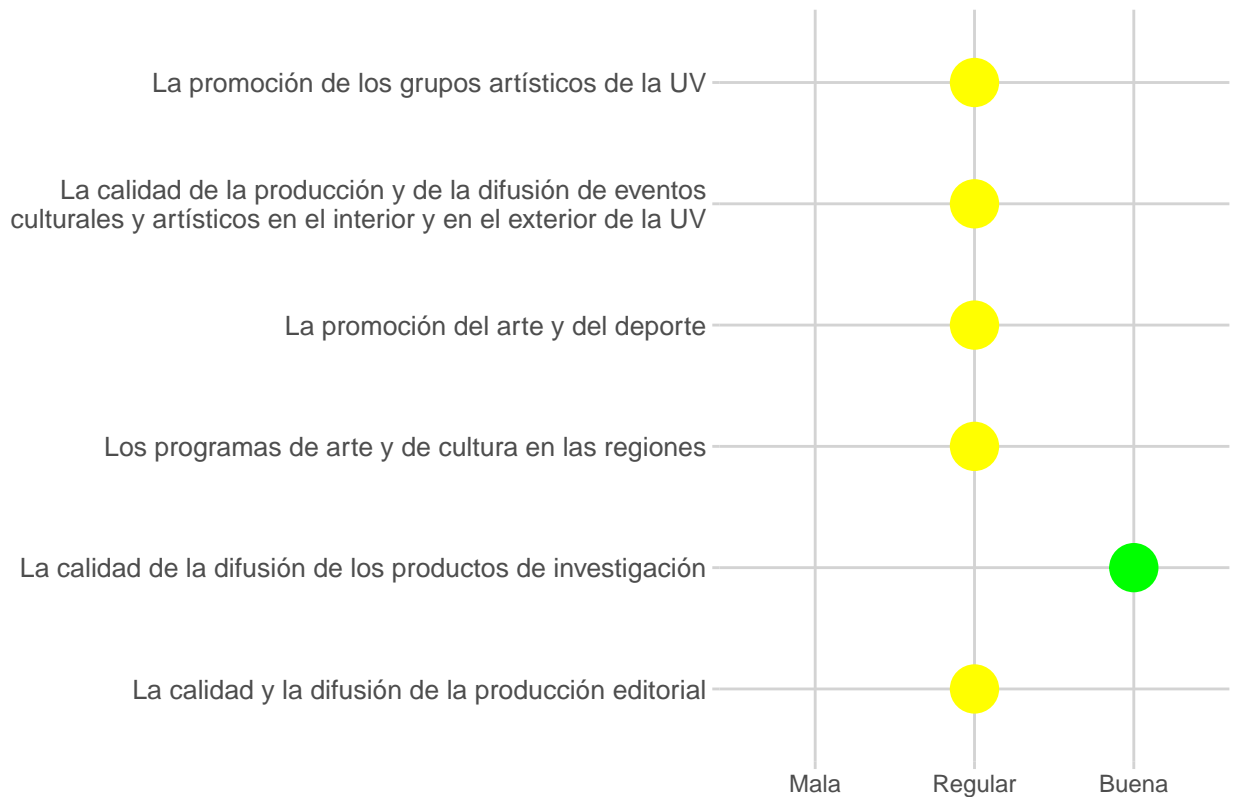 La promoción de los grupos artísticos de la UV
La calidad de la producción y de la difusión de eventos
culturales y artísticos en el interior y en el exterior de la UV
La promoción del arte y del deporte
Los programas de arte y de cultura en las regiones
La calidad de la difusión de los productos de investigación
La calidad y la difusión de la producción editorial
Mala Regular Buena